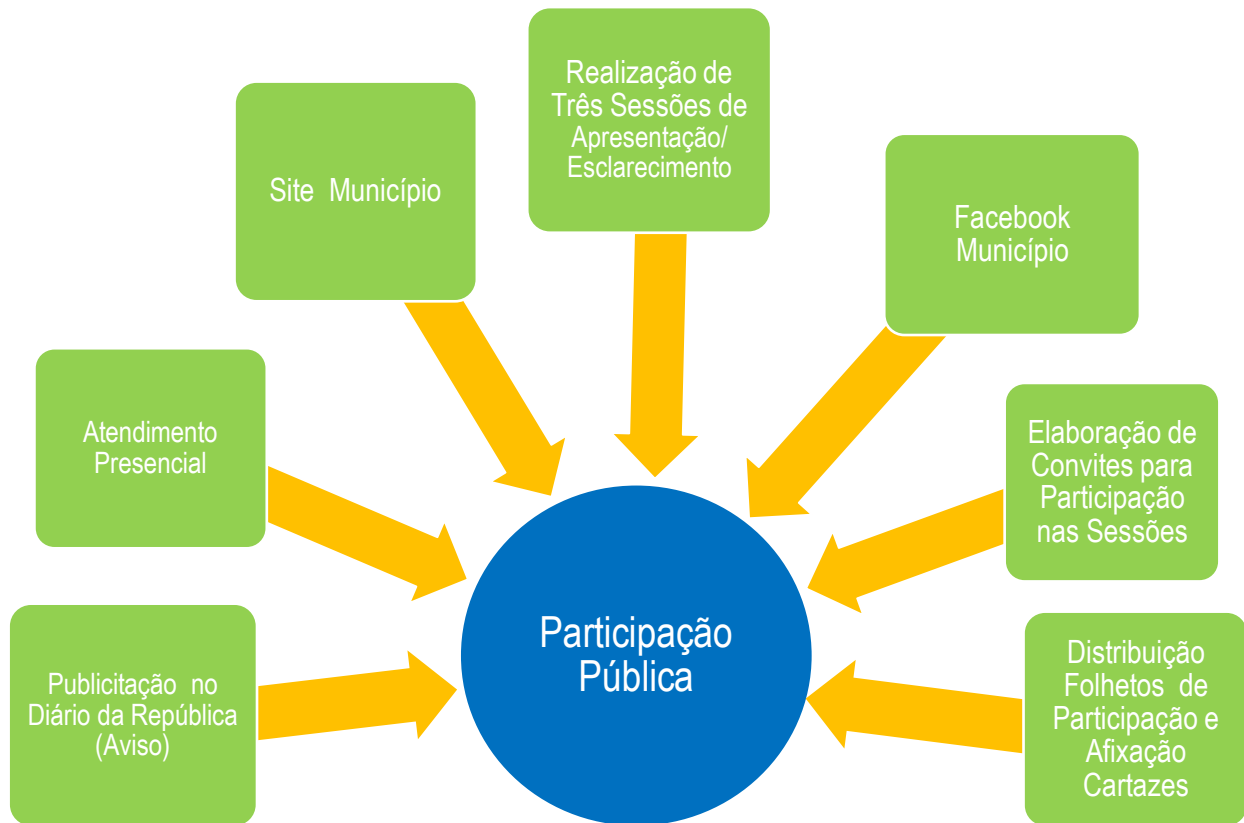 Realização de
Três Sessões de
Apresentação/
Esclarecimento
Site Município
Facebook
Município
Atendimento
Presencial
Elaboração de
Convites para
Participação
nas Sessões
Participação
Pública
Publicitação no
Diário da República
(Aviso)
Distribuição
Folhetos de
Participação e
Afixação
Cartazes